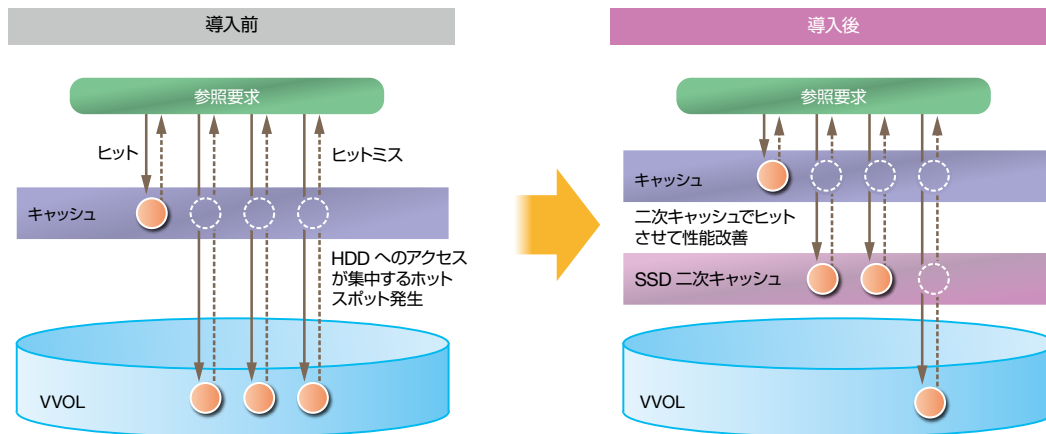 導入前
参照要求
ヒット
ヒットミス
キャッシュ
HDD へのアクセス
が集中するホット
スポット発生
VVOL
導入後
参照要求
キャッシュ
二次キャッシュでヒット
させて性能改善
SSD 二次キャッシュ
VVOL